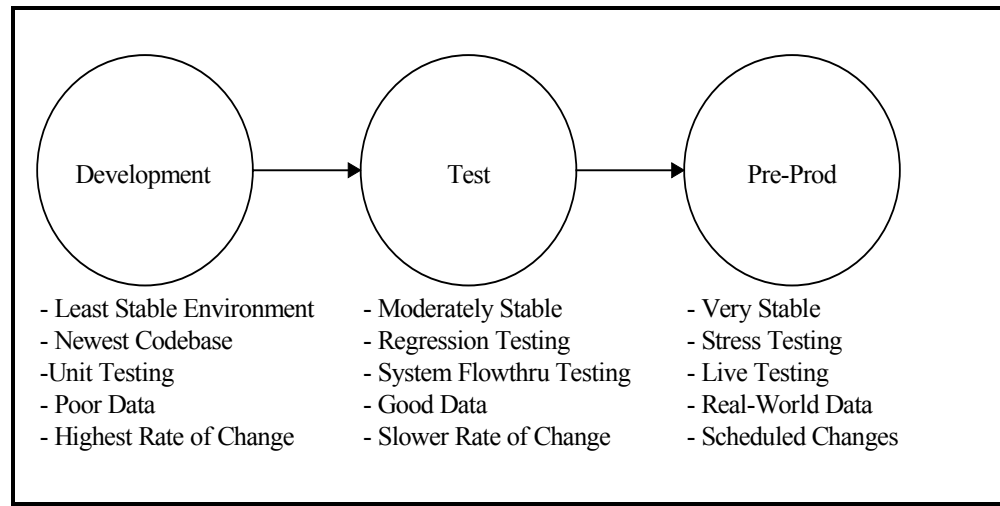 Development
Test
Pre-Prod
- Least Stable Environment
- Newest Codebase
-Unit Testing
- Poor Data
- Highest Rate of Change
- Moderately Stable
- Regression Testing
- System Flowthru Testing
- Good Data
- Slower Rate of Change
- Very Stable
- Stress Testing
- Live Testing
- Real-World Data
- Scheduled Changes